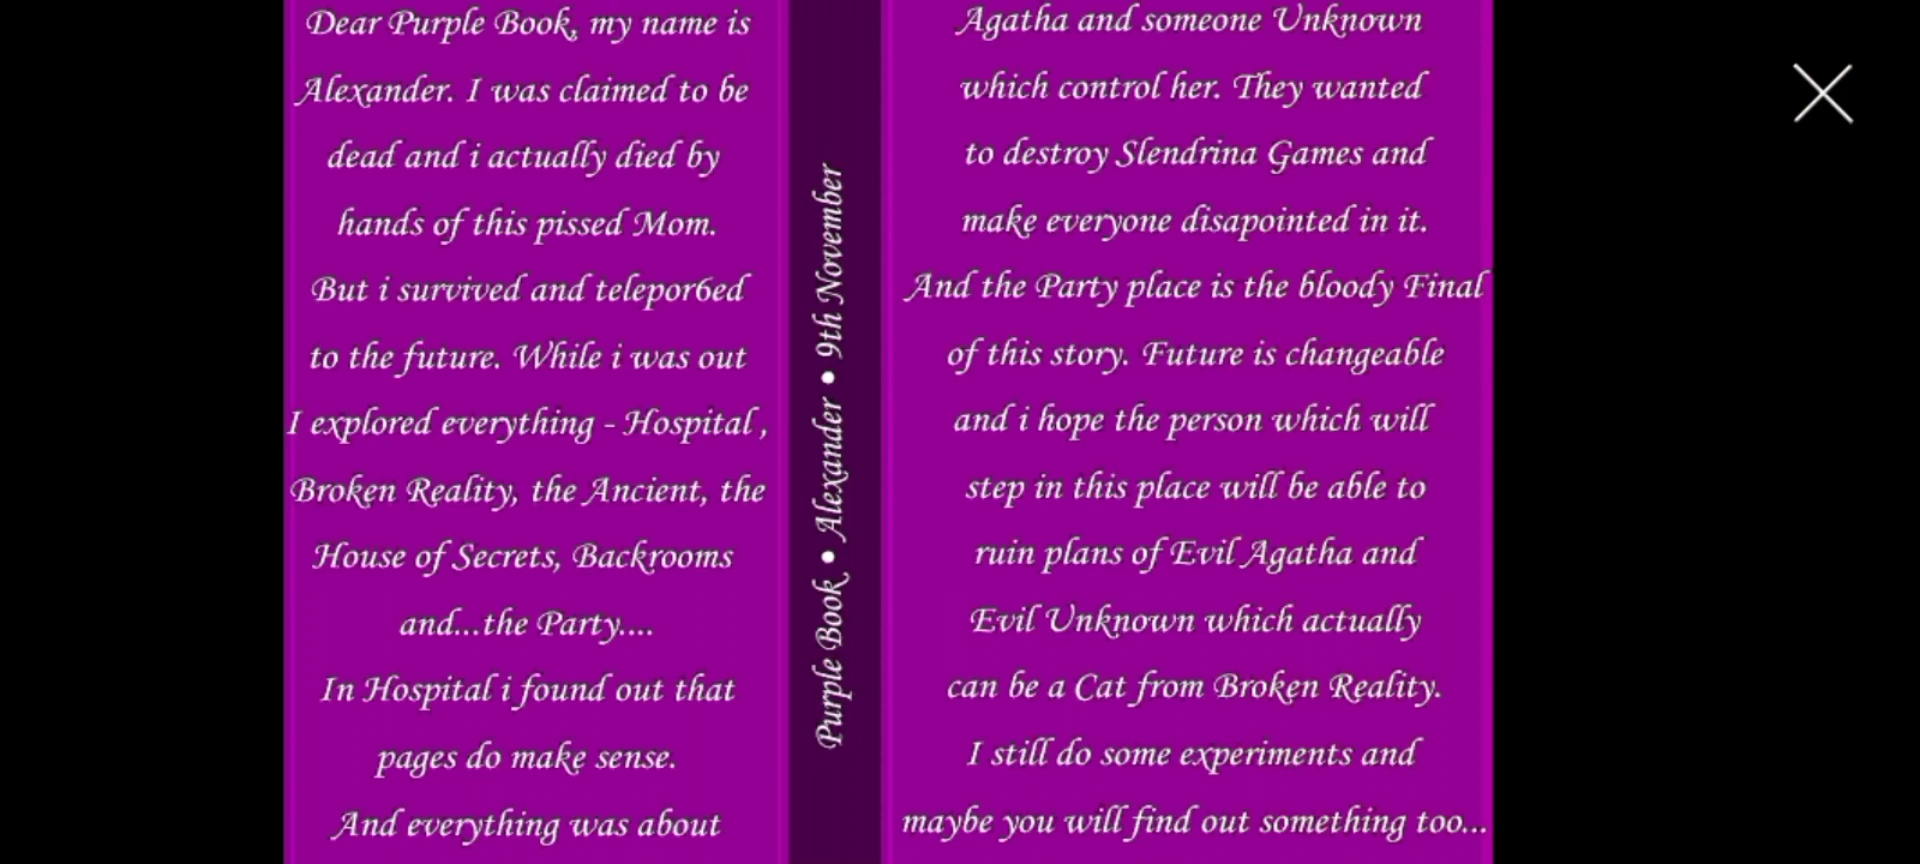 Dear Purple Book, my name is
Alexander. I was claimed to be
dead and i actually died by
hands of this pissed Mom.
But i survived and telepor6ed
to the future. While i was out
I explored everything - Hospital ,
Broken Reality, the Ancient, the
House of Secrets, Backrooms
and...the Party....
In Hospital i found out that
pages do make sense.
And everything was about
Purple Book • Alexander • 9th November
Agatha and someone Unknown
which control her. They wanted
to destroy Slendrina Games and
make everyone disapointed in it.
And the Party place is the bloody Final
of this story. Future is changeable
and i hope the person which will
step in this place will be able to
ruin plans of Evil Agatha and
Evil Unknown which actually
can be a Cat from Broken Reality.
I still do some experiments and
maybe you will find out something too...